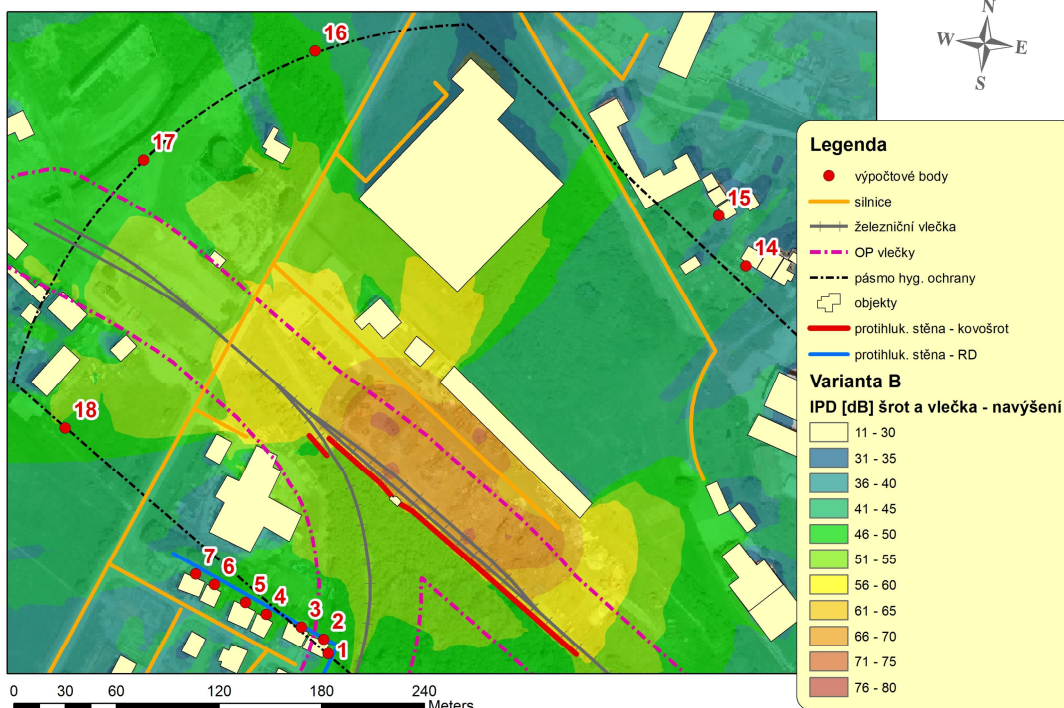 N
W E
S
16
17
15
14
18
7
6
5
4
3
2
1
0 30 60 120 180 240
Meters
Legenda
výpočtové body
silnice
železniční vlečka
OP vlečky
pásmo hyg. ochrany
objekty
protihluk. stěna - kovošrot
protihluk. stěna - RD
Varianta B
IPD [dB] šrot a vlečka - navýšení
11 - 30
31 - 35
36 - 40
41 - 45
46 - 50
51 - 55
56 - 60
61 - 65
66 - 70
71 - 75
76 - 80